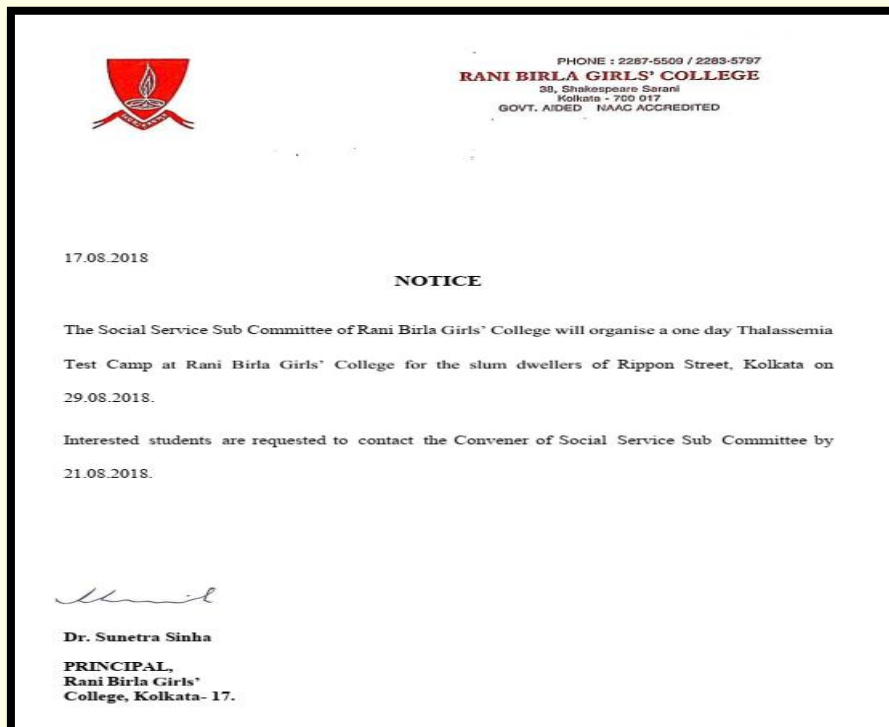 PHONE : 2287-5509 / 2283-5797
RANI BIRLA GIRLS' COLLEGE
38, Shakespeare Sarani
Kolkata - 700 017
GOVT. AIDED NAAC ACCREDITED
17.08.2018
NOTICE
The Social Service Sub Committee of Rani Birla Girls' College will organise a one day Thalassemia
Test Camp at Rani Birla Girls' College for the slum dwellers of Rippon Street, Kolkata on
29.08.2018.
Interested students are requested to contact the Convener of Social Service Sub Committee by
21.08.2018.
Dr. Sunetra Sinha
PRINCIPAL,
Rani Birla Girls'
College, Kolkata- 17.